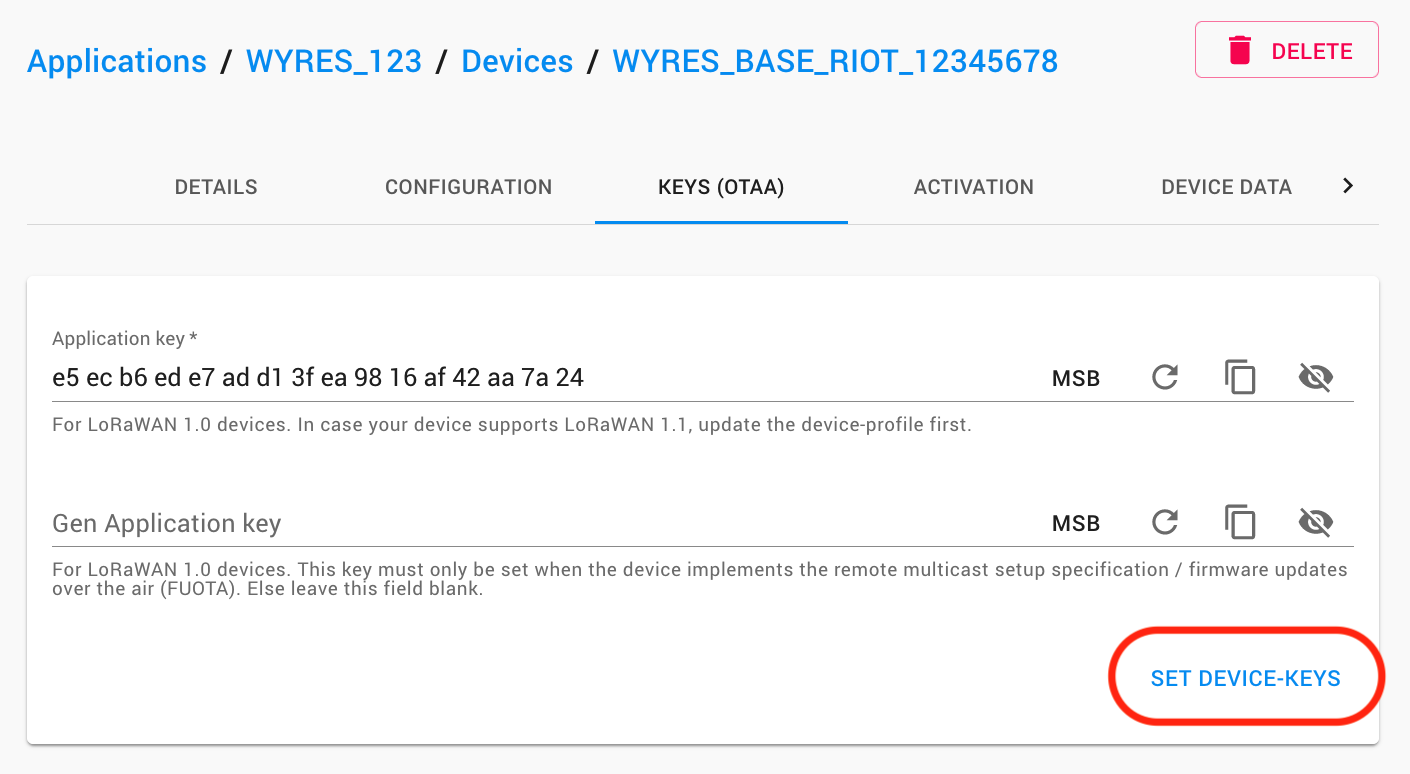 Applications / WYRES_123 / Devices / WYRES_BASE_RIOT_12345678
DELETE
DETAILS CONFIGURATION KEYS (OTAA) ACTIVATION DEVICE DATA
Application key *
e5 ec b6 ed e7 ad d1 3f ea 98 16 af 42 aa 7a 24 MSB
For LoRaWAN 1.0 devices. In case your device supports LoRaWAN 1.1, update the device-profile first.
Gen Application key MSB
For LoRaWAN 1.0 devices. This key must only be set when the device implements the remote multicast setup specification / firmware updates
over the air (FUOTA). Else leave this field blank.
SET DEVICE-KEYS